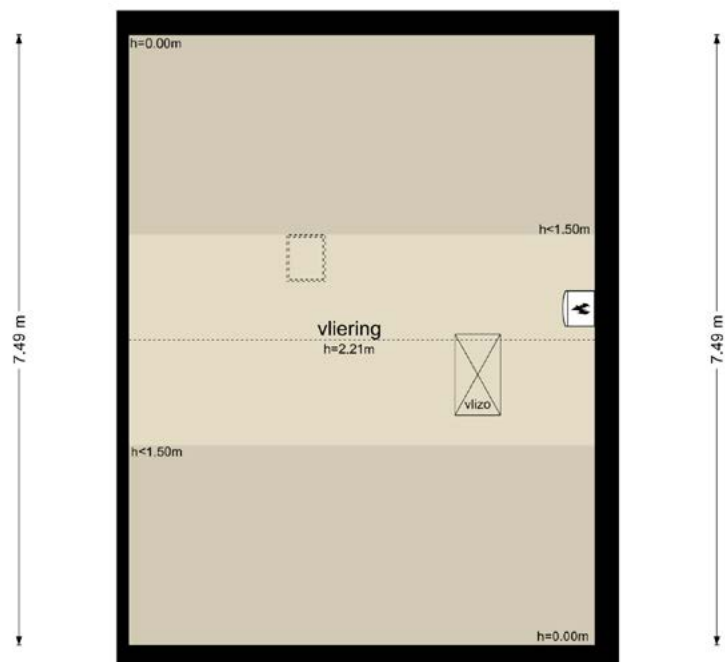 h=0.00m
h<1.50m
7.49 m
7.49 m
vliering
h=2.21m
vlizo
h<1.50m
h=0.00m